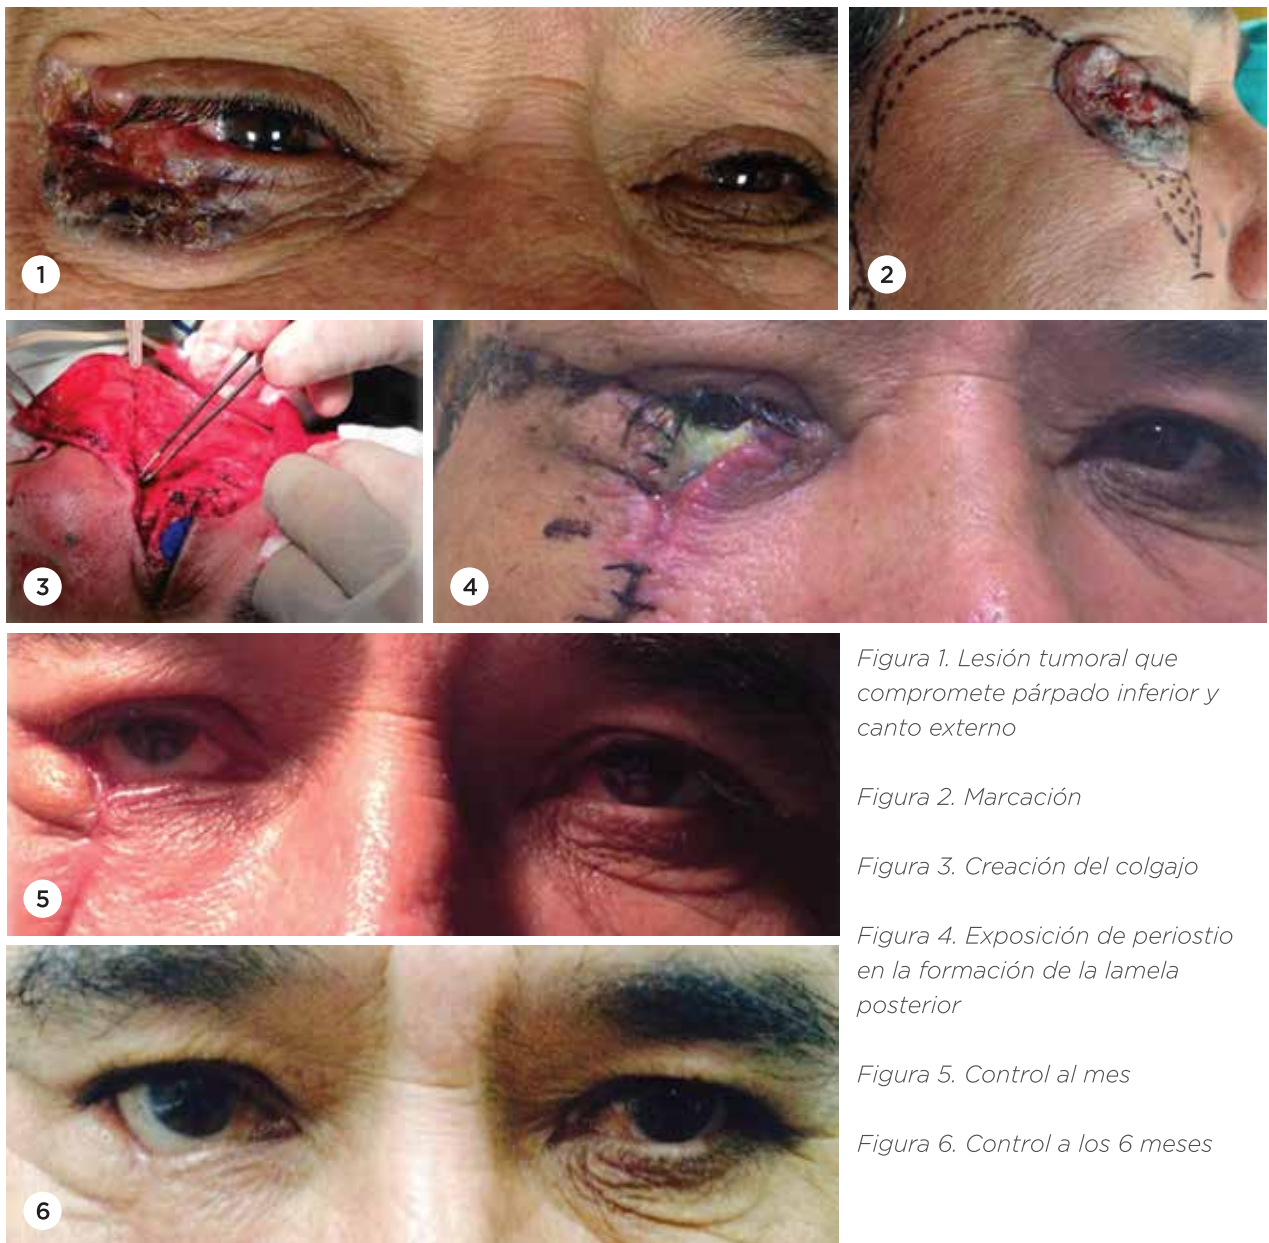 1
2
3
4
5
6
Figura 1. Lesión tumoral que
compromete párpado inferior y
canto externo
Figura 2. Marcación
Figura 3. Creación del colgajo
Figura 4. Exposición de periostio
en la formación de la lamela
posterior
Figura 5. Control al mes
Figura 6. Control a los 6 meses